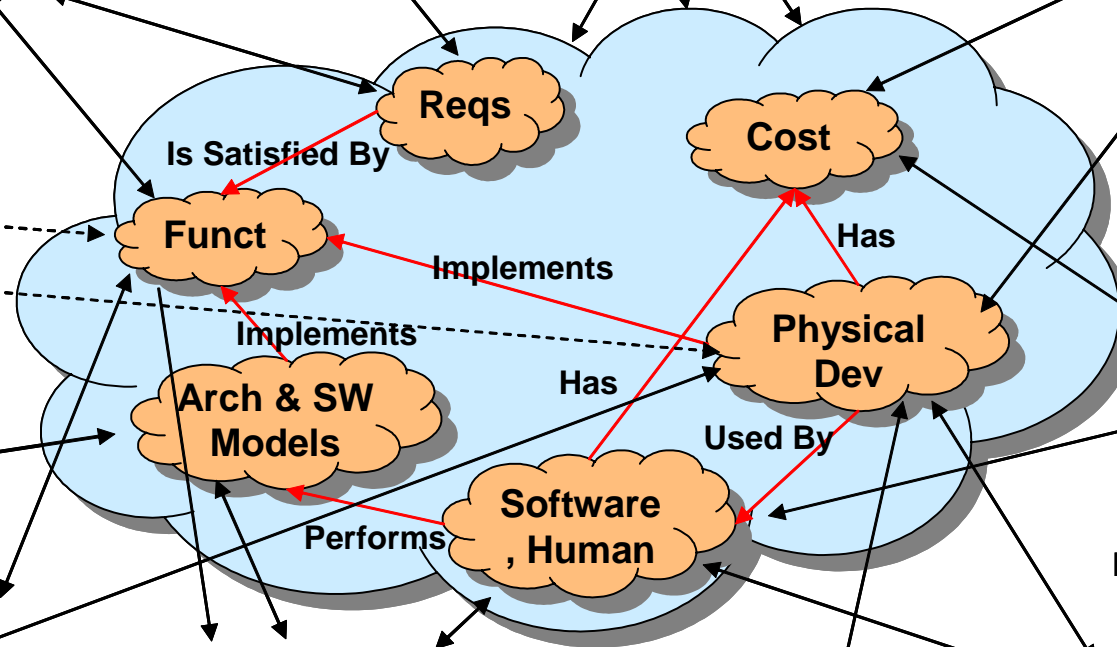 Reqs
Cost
Is Satisfied By
Funct
Has
Implements
Implements
Physical
Dev
Has
Arch & SW
Models
Used By
Software
, Human
Performs